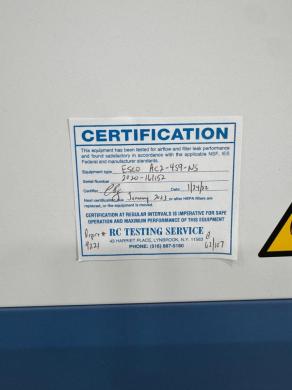 CERTIFICATION
This equipment has been tested for airflow and filter leak performance
and found satisfactory in accordance with the applicable NSF, IES
Federal and manufacturer standards.
Equipment type ESCO AC2-4S9-NS
Serial Number 2020-161152
Certifier Date 1/24/22
Next certification due January 2023 or after HEPA filters are
replaced, or the equipment is moved.
CERTIFICATION AT REGULAR INTERVALS IS IMPERATIVE FOR SAFE
OPERATION AND MAXIMUM PERFORMANCE OF THIS EQUIPMENT
RC TESTING SERVICE
43 HARRIET PLACE, LYNBROOK, N.Y. 11563
9221
PHONE: (516) 887-5160